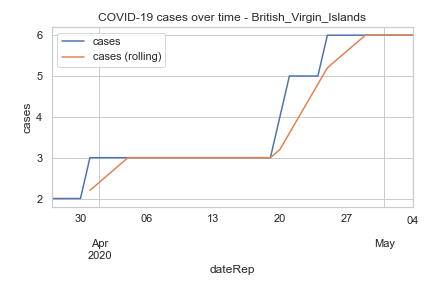 COVID-19 cases over time - British_Virgin_Islands
cases
cases (rolling)
6
5
4
3
2
cases
30 06 13 20 27 04
Apr May
2020
dateRep